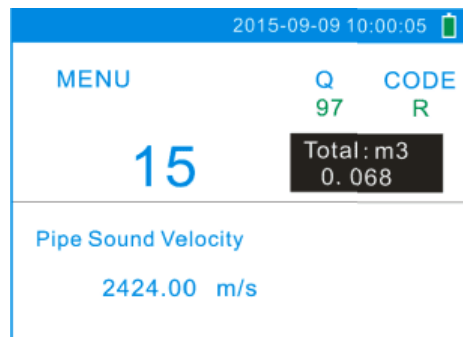 2015-09-09 10:00:05
MENU Q CODE
97 R
15
Total: m3
0. 068
Pipe Sound Velocity
2424.00 m/s